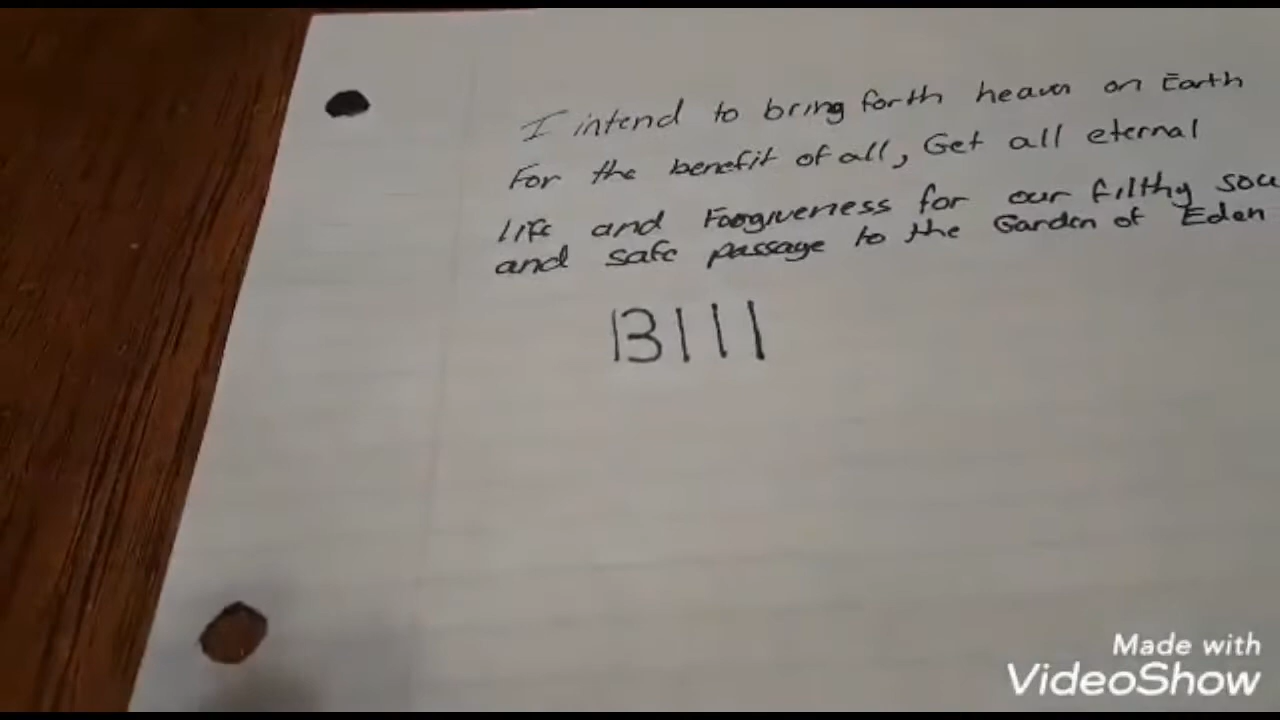 I intend to bring forth heaven on Earth
For the benefit of all, Get all eternal
life and Forgiveness for our filthy
and safe passage to the Garden of Eden
13111
Made with
VideoShow